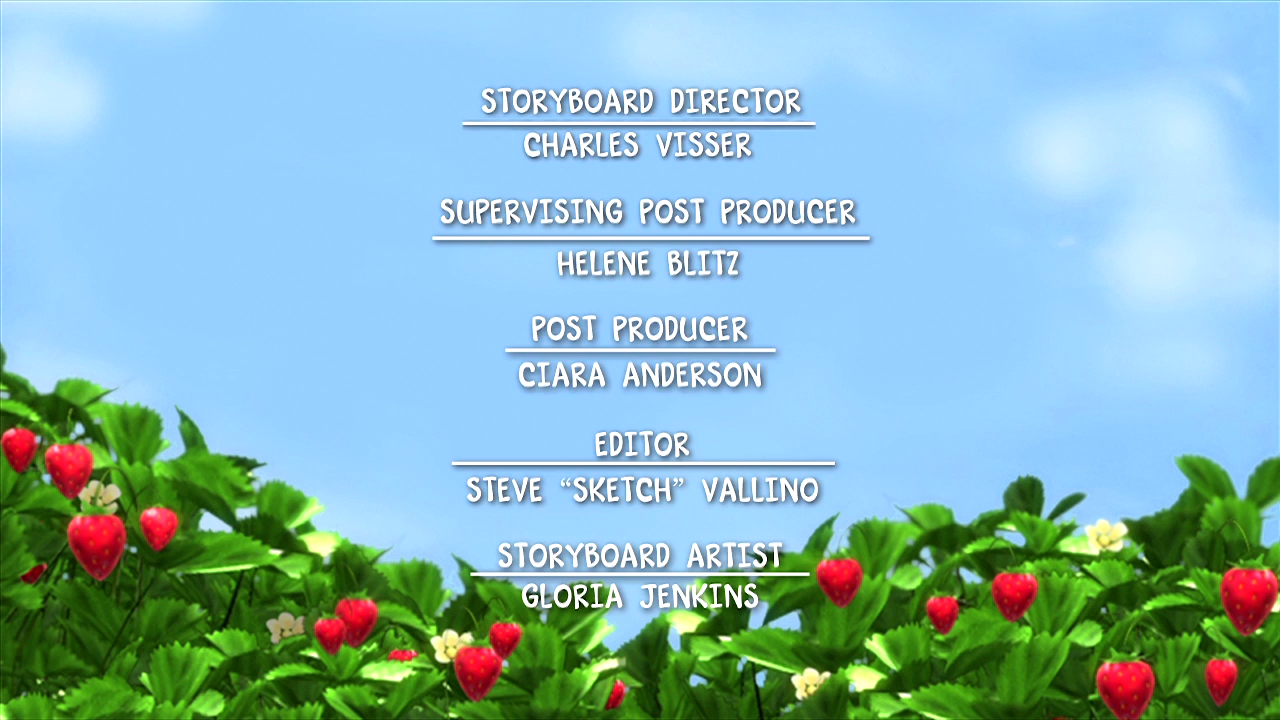 STORYBOARD DIRECTOR
CHARLES VISSER
SUPERVISING POST PRODUCER
HELENE BLITZ
POST PRODUCER
CIARA ANDERSON
EDITOR
STEVE “SKETCH” VALLINO
STORYBOARD ARTIST
GLORIA JENKINS